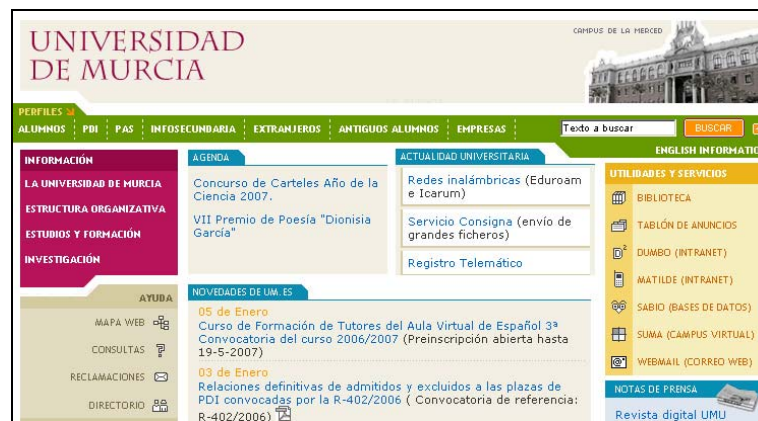 UNIVERSIDAD
DE MURCIA
CAMPUS DE LA MERCED
PERFILES
ALUMNOS PDI PAS INFOSECUNDARIA EXTRANJEROS ANTIGUOS ALUMNOS EMPRESAS
Texto a buscar
BUSCAR
ENGLISH INFORMATIO
INFORMACIÓN
LA UNIVERSIDAD DE MURCIA
ESTRUCTURA ORGANIZATIVA
ESTUDIOS Y FORMACIÓN
INVESTIGACIÓN
AYUDA
MAPA WEB
CONSULTAS
RECLAMACIONES
DIRECTORIO
AGENDA
Concurso de Carteles Año de la
Ciencia 2007.
VII Premio de Poesía "Dionisia
García"
ACTUALIDAD UNIVERSITARIA
Redes inalámbricas (Eduroam
e Icarum)
Servicio Consigna (envío de
grandes ficheros)
Registro Telemático
NOVEDADES DE UM.ES
05 de Enero
Curso de Formación de Tutores del Aula Virtual de Español 3ª
Convocatoria del curso 2006/2007 (Preinscripción abierta hasta
19-5-2007)
03 de Enero
Relaciones definitivas de admitidos y excluidos a las plazas de
PDI convocadas por la R-402/2006 ( Convocatoria de referencia:
R-402/2006)
UTILIDADES Y SERVICIOS
BIBLIOTECA
TABLÓN DE ANUNCIOS
DUMBO (INTRANET)
MATILDE (INTRANET)
SABIO (BASES DE DATOS)
SUMA (CAMPUS VIRTUAL)
WEBMAIL (CORREO WEB)
NOTAS DE PRENSA
Revista digital UMU